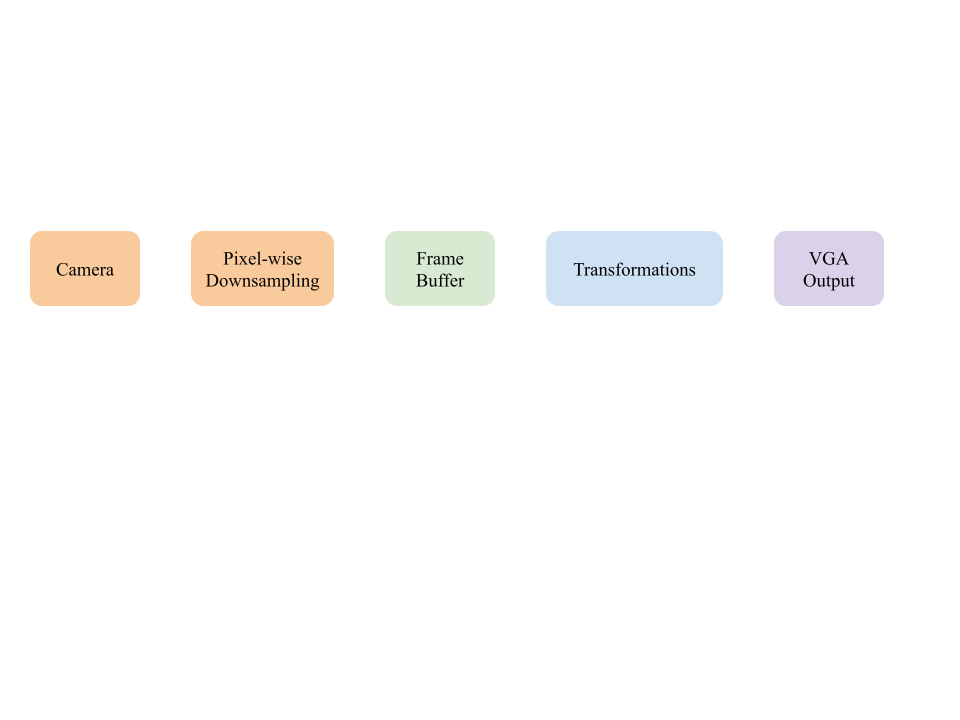 Camera
Pixel-wise
Downsampling
Frame
Buffer
Transformations
VGA
Output